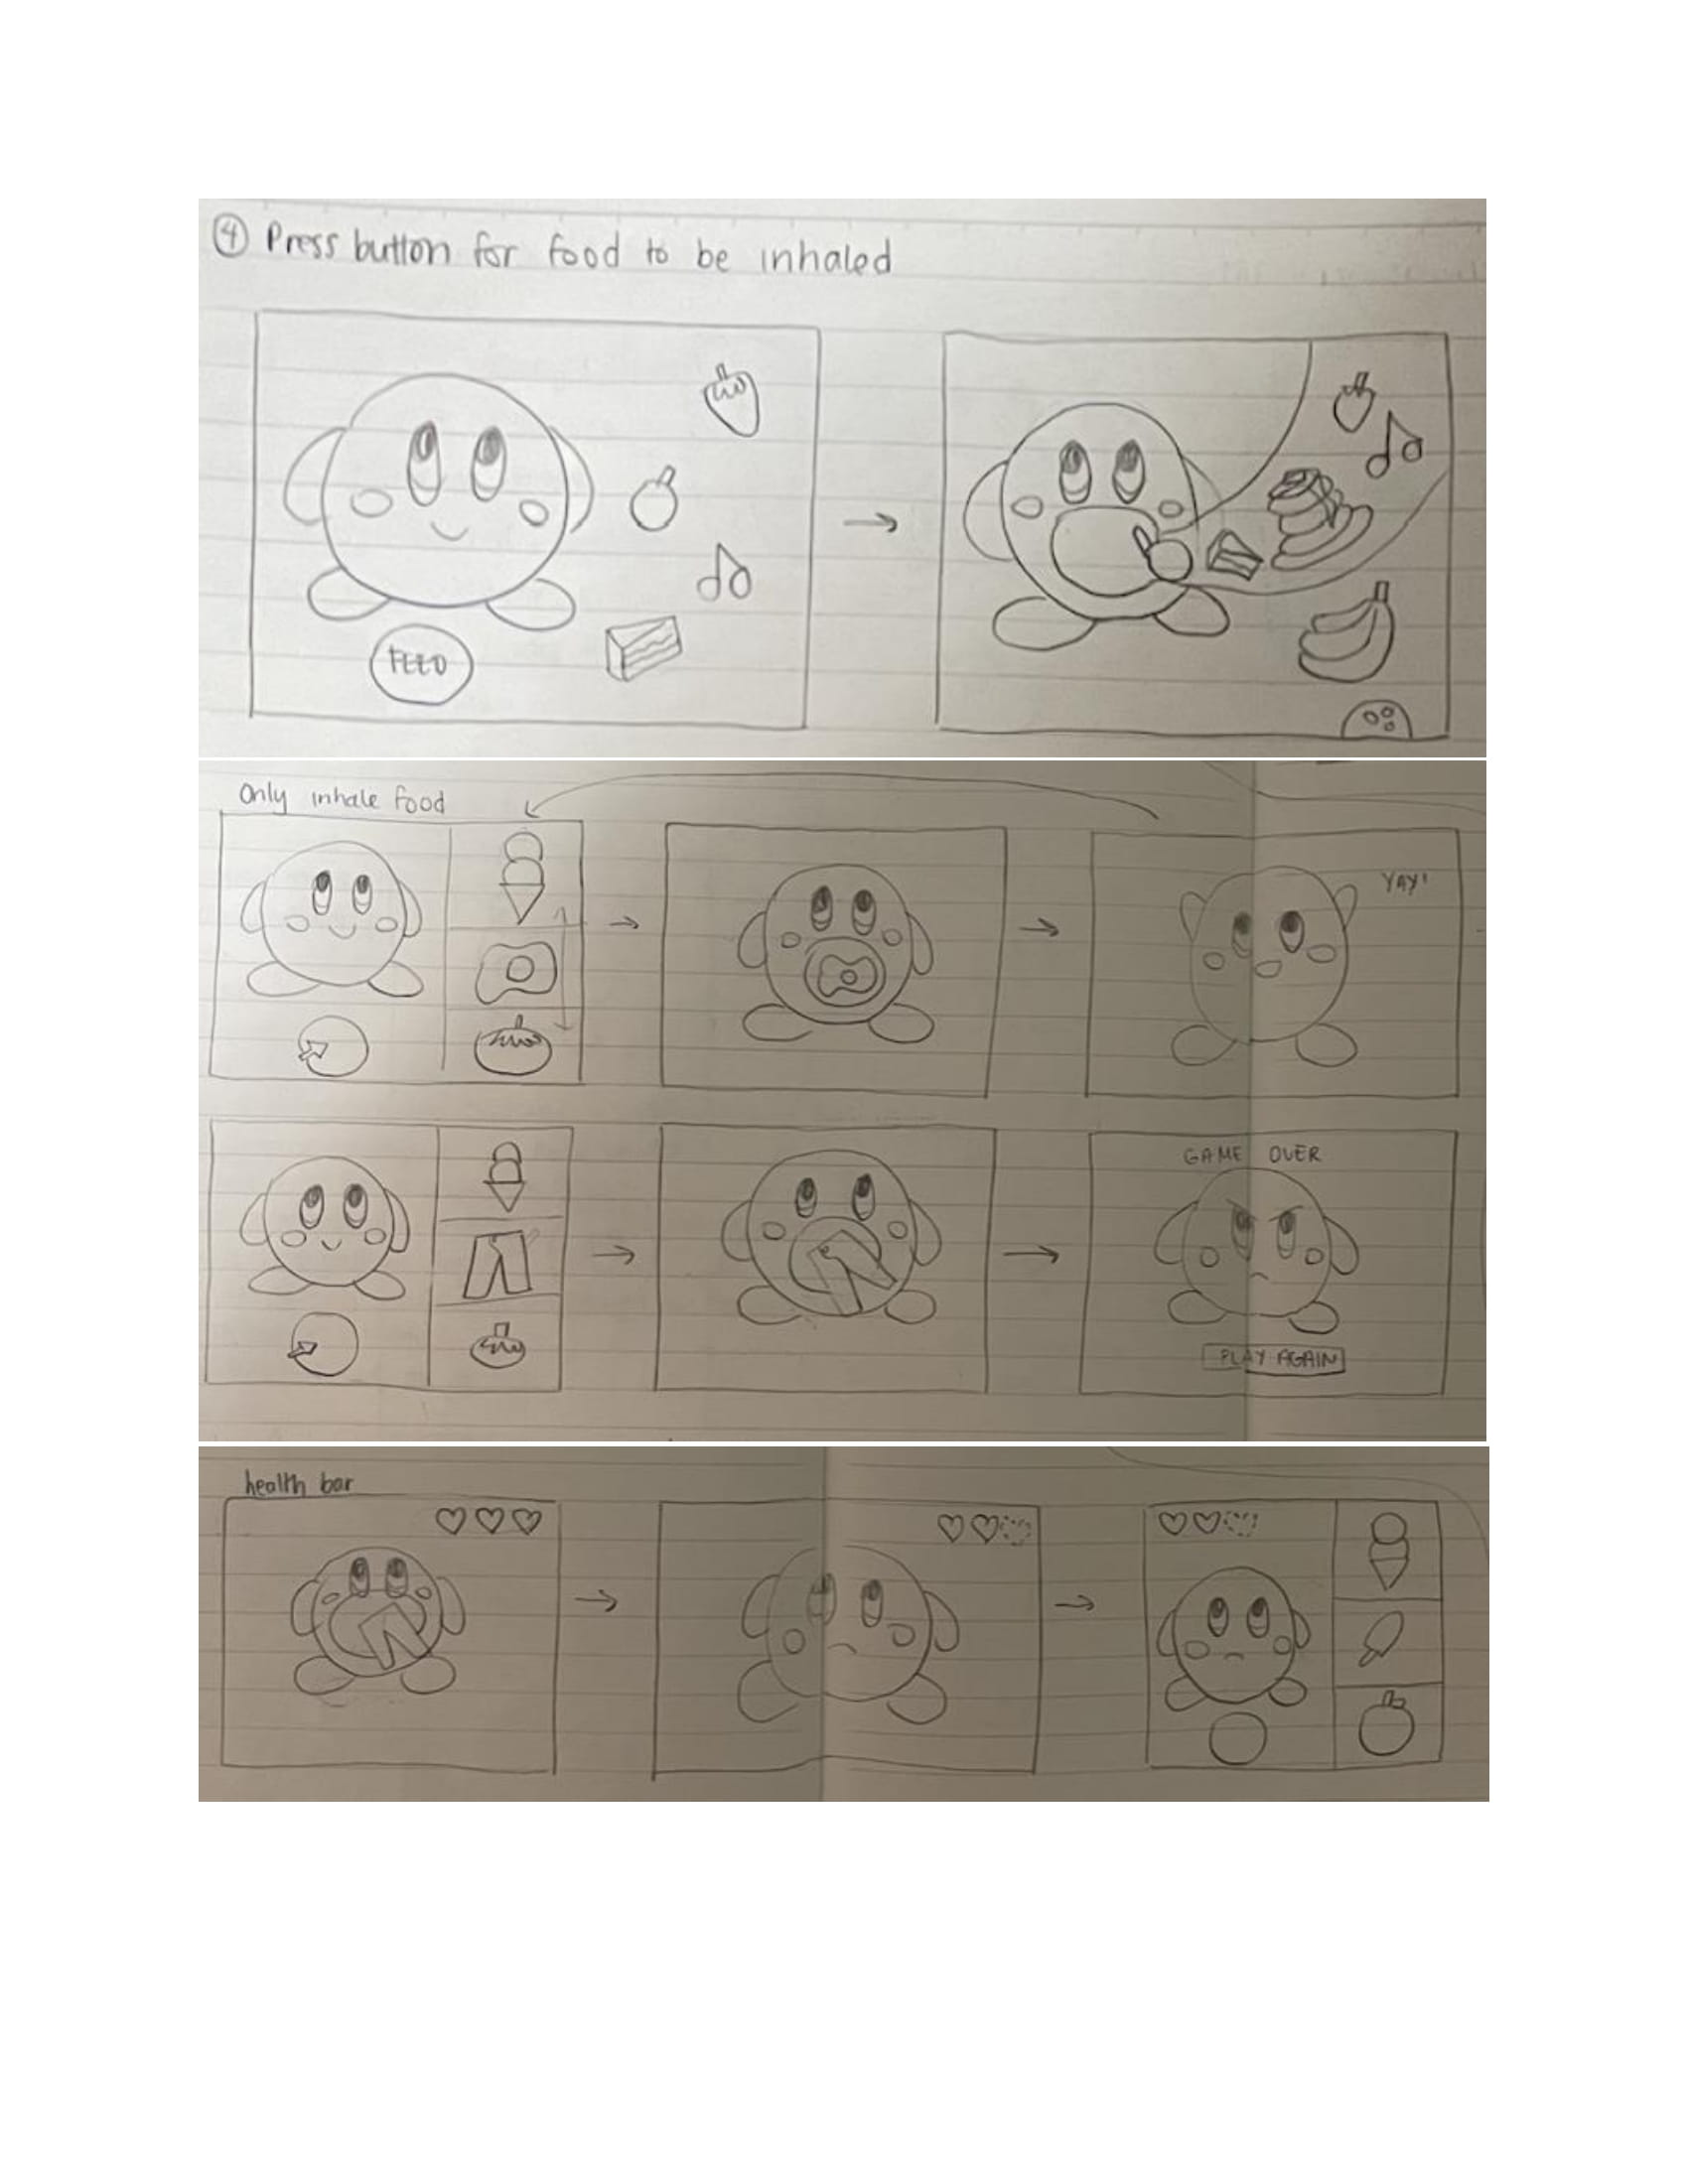 4 Press button for food to be inhaled
FEED
Only inhale food
YAY!
GAME OVER
PLAY AGAIN
health bar